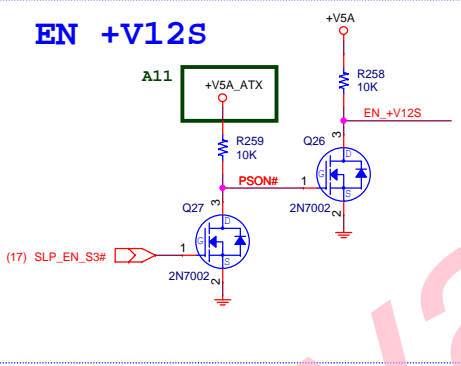 EN +V12S
+V5A
A11
+V5A_ATX
R258
10K
EN_+V12S
R259
10K
Q26
3
D
PSON#
1
G
S
2N7002
2
Q27
3
D
(17) SLP_EN_S3#
1
G
S
2N7002
2